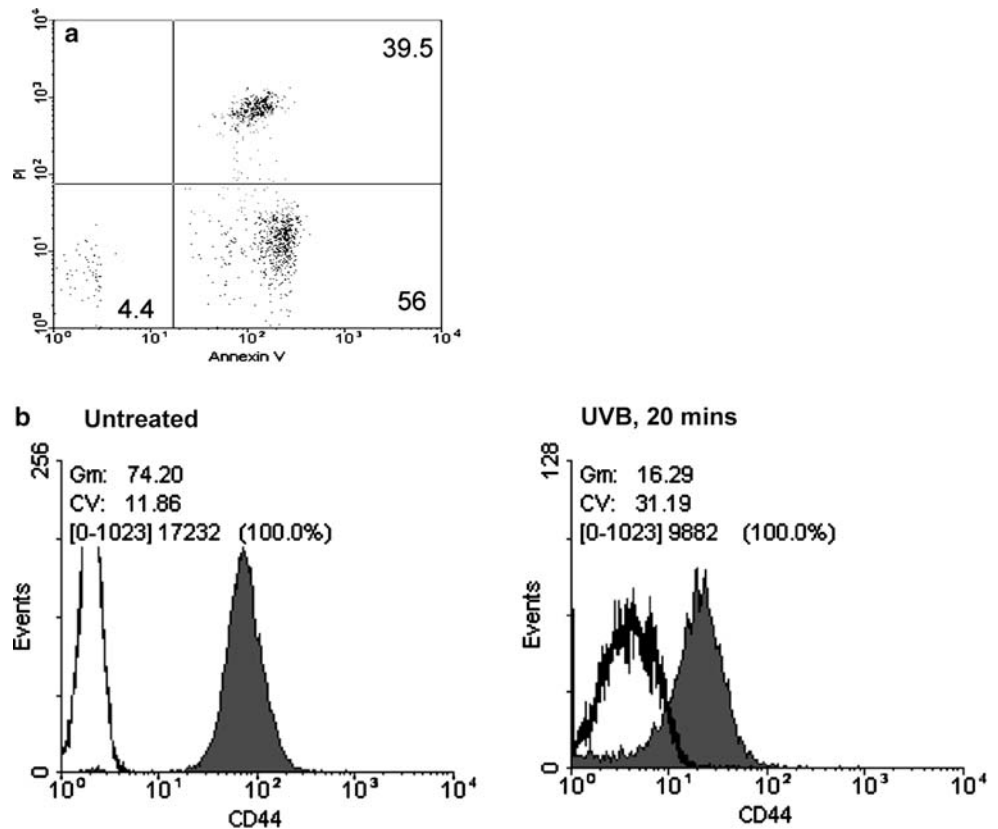 a
39.5
10⁴
10³
10²
10¹
10⁰
PI
4.4
56
10⁰ 10¹ 10² 10³ 10⁴
Annexin V
b Untreated
256
Gm: 74.20
CV: 11.86
[0-1023] 17232 (100.0%)
Events
0
10⁰ 10¹ 10² 10³ 10⁴
CD44
UVB, 20 mins
128
Gm: 16.29
CV: 31.19
[0-1023] 9882 (100.0%)
Events
0
10⁰ 10¹ 10² 10³ 10⁴
CD44